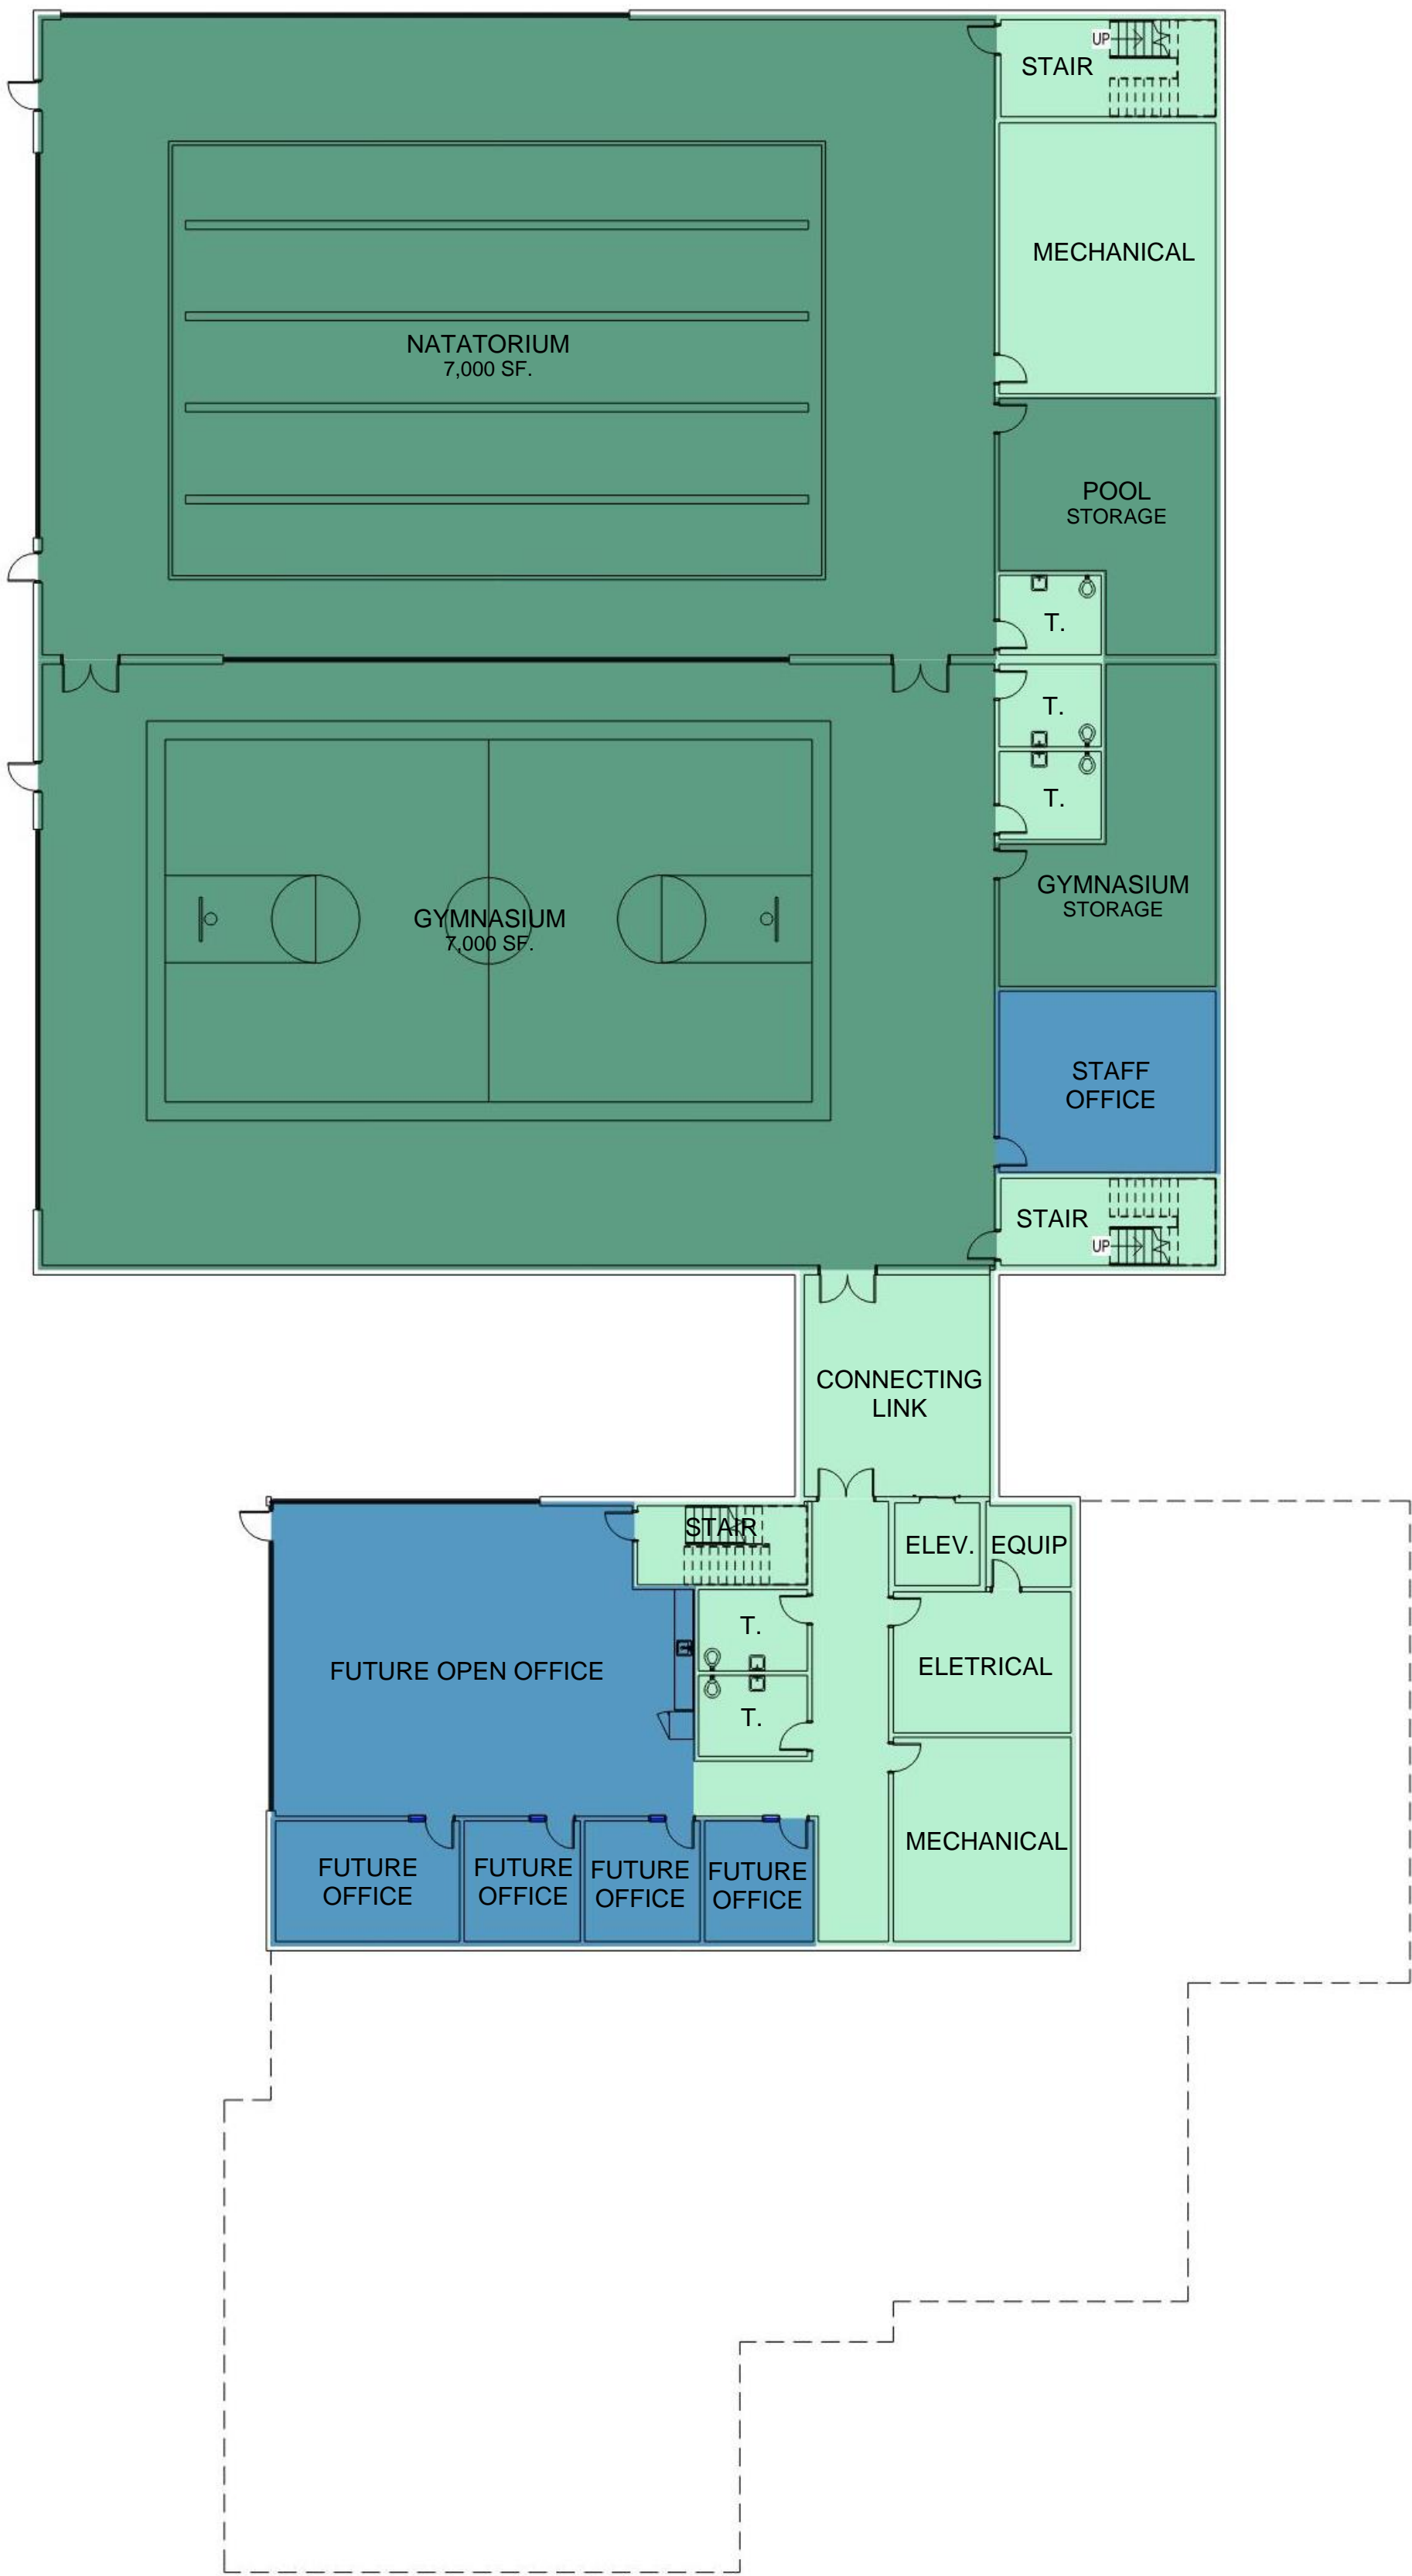 UP
STAIR
MECHANICAL
NATATORIUM
7,000 SF.
POOL
STORAGE
T.
T.
T.
GYMNASIUM
STORAGE
GYMNASIUM
7,000 SF.
STAFF
OFFICE
STAIR
UP
CONNECTING
LINK
STAIR
ELEV.
EQUIP
T.
FUTURE OPEN OFFICE
ELETRICAL
T.
MECHANICAL
FUTURE
OFFICE
FUTURE
OFFICE
FUTURE
OFFICE
FUTURE
OFFICE